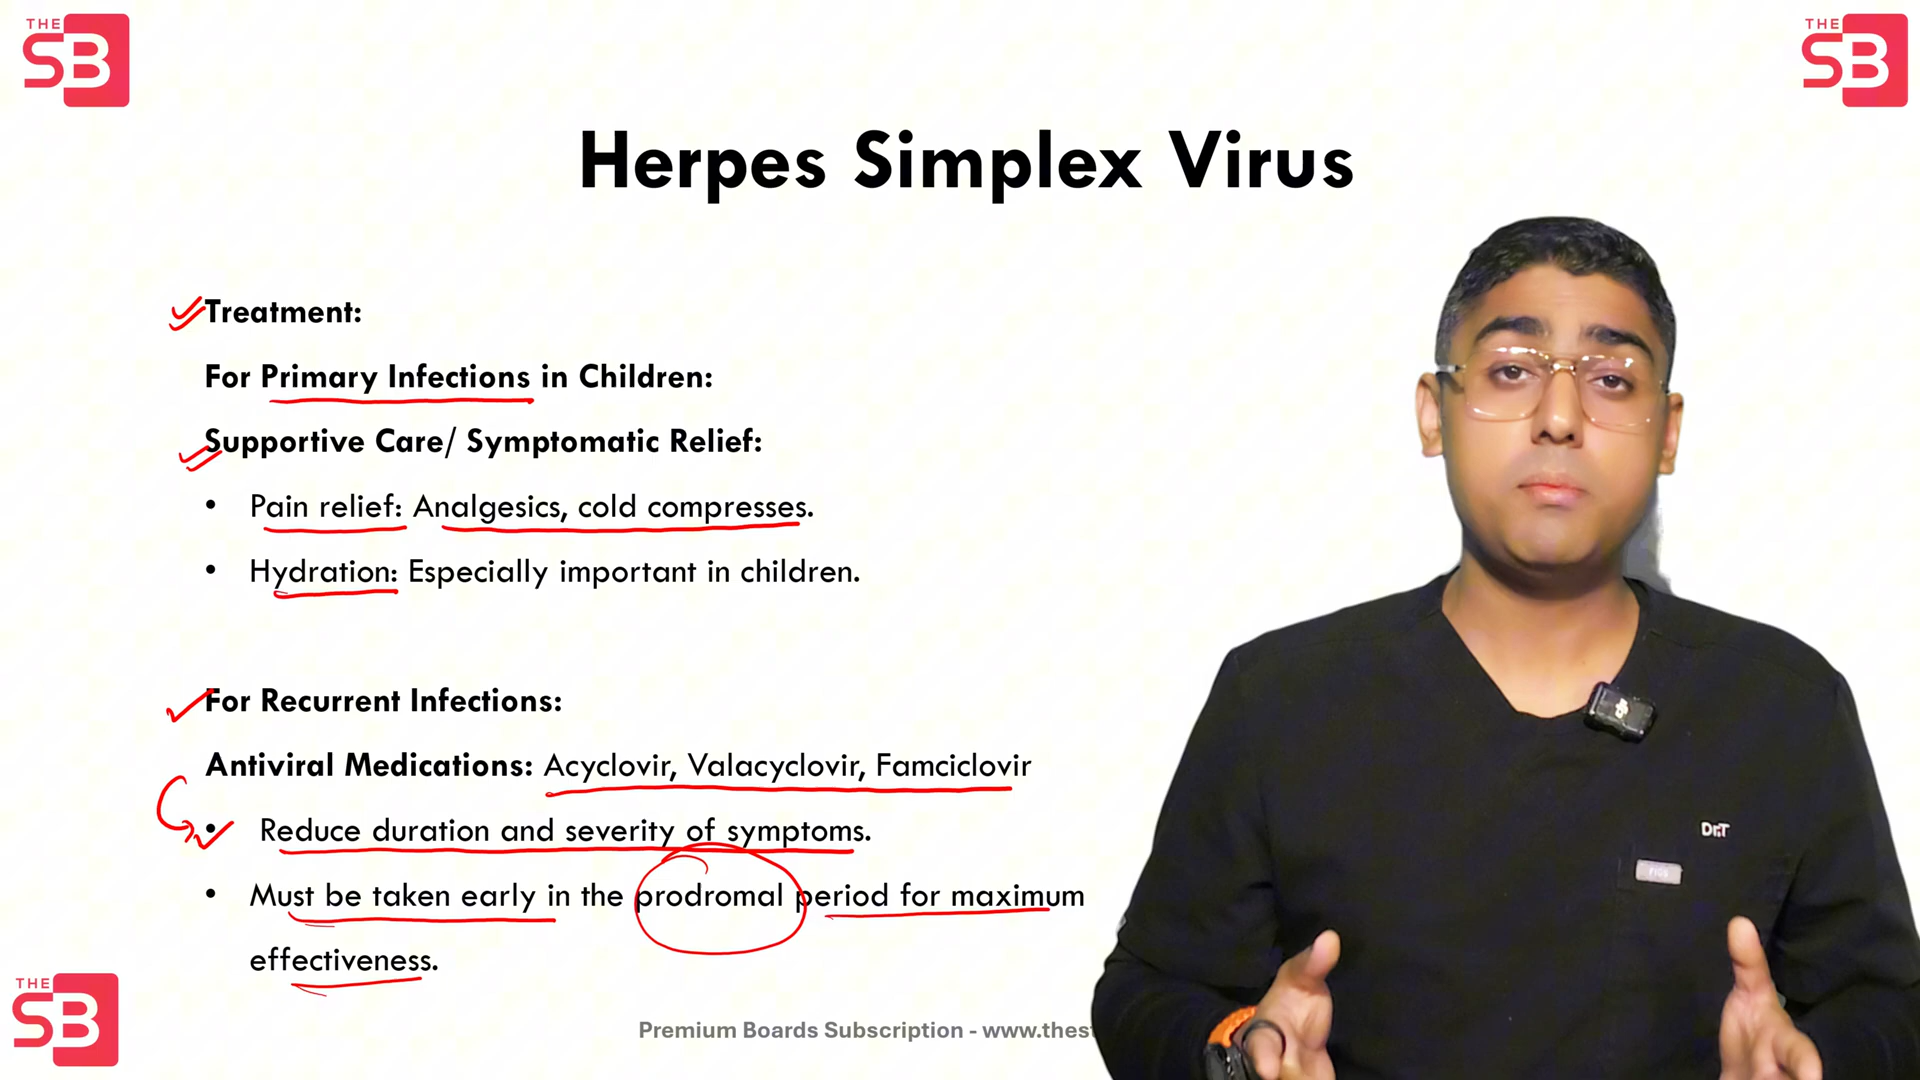 THE
SB
THE
SB
Herpes Simplex Virus
Treatment:
For Primary Infections in Children:
Supportive Care/ Symptomatic Relief:
• Pain relief: Analgesics, cold compresses.
• Hydration: Especially important in children.
For Recurrent Infections:
Antiviral Medications: Acyclovir, Valacyclovir, Famciclovir
• Reduce duration and severity of symptoms.
• Must be taken early in the prodromal period for maximum
effectiveness.
Dr.T
FIGS
THE
SB
Premium Boards Subscription - www.thes